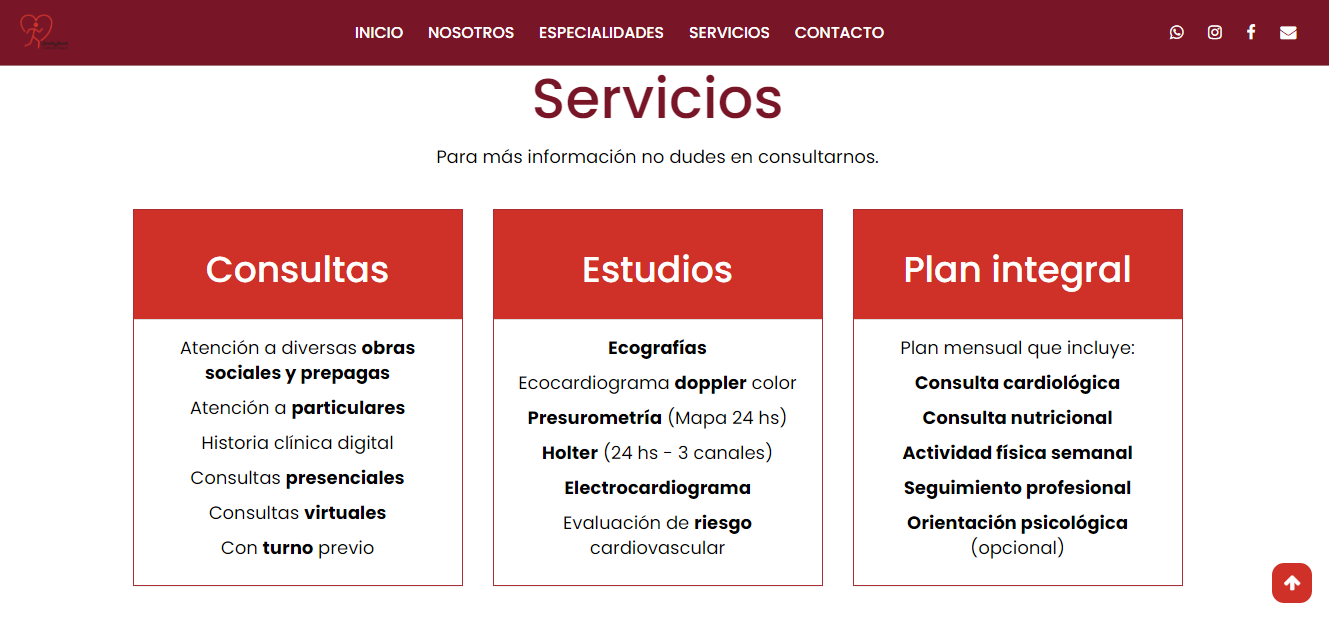 INICIO NOSOTROS ESPECIALIDADES SERVICIOS CONTACTO
Servicios
Para más información no dudes en consultarnos.
Consultas
Atención a diversas obras
sociales y prepagas
Atención a particulares
Historia clínica digital
Consultas presenciales
Consultas virtuales
Con turno previo
Estudios
Ecografías
Ecocardiograma doppler color
Presurometría (Mapa 24 hs)
Holter (24 hs - 3 canales)
Electrocardiograma
Evaluación de riesgo
cardiovascular
Plan integral
Plan mensual que incluye:
Consulta cardiológica
Consulta nutricional
Actividad física semanal
Seguimiento profesional
Orientación psicológica
(opcional)